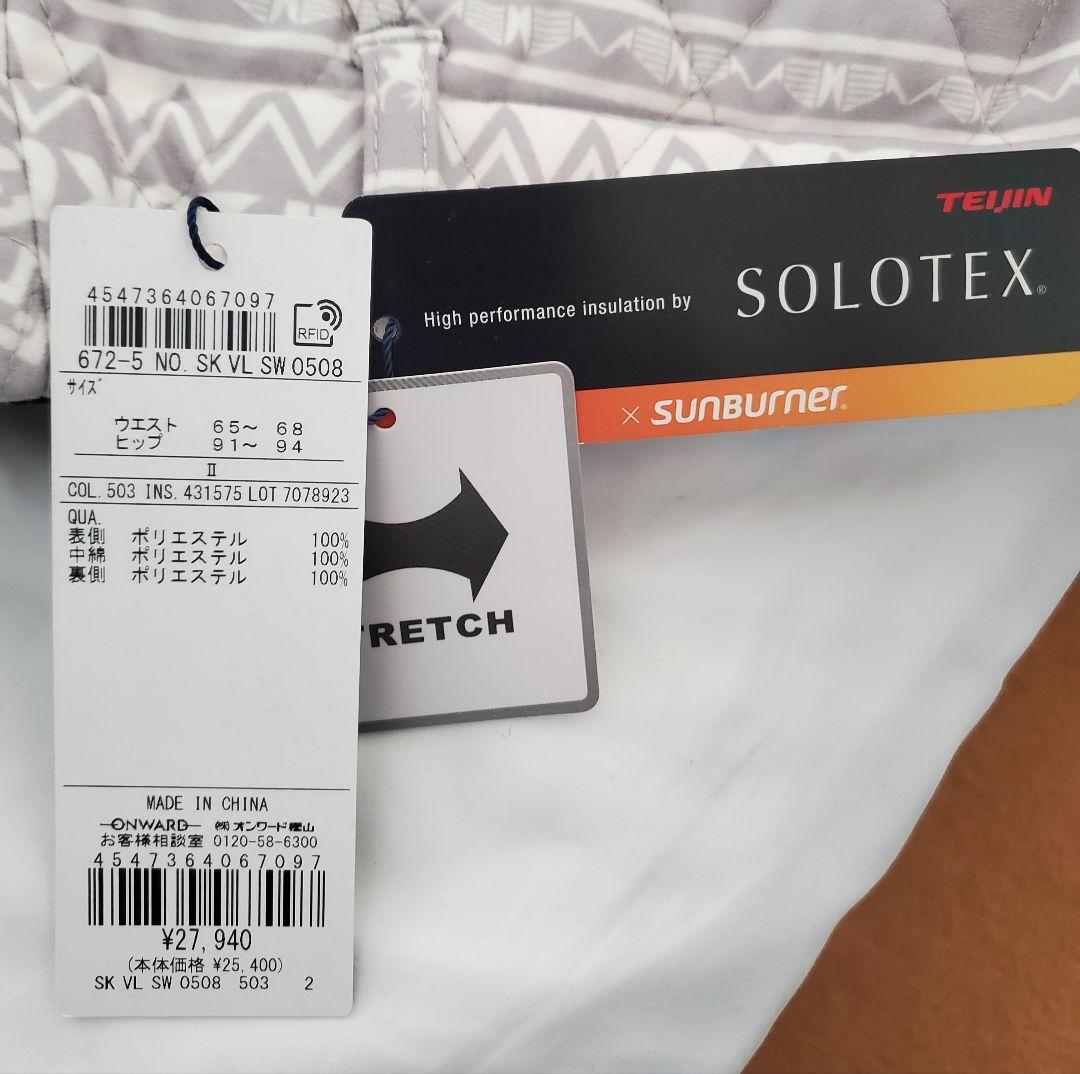 4547364067097
RFID
672-5 NO. SK VL SW 0508
サイズ
ウエスト 65～ 68
ヒップ 91～ 94
Ⅱ
COL. 503 INS. 431575 LOT 7078923
QUA.
表側 ポリエステル 100%
中綿 ポリエステル 100%
裏側 ポリエステル 100%
MADE IN CHINA
ONWARD ㈱オンワード樫山
お客様相談室 0120-58-6300
4547364067097
¥27,940
(本体価格 ¥25,400)
SK VL SW 0508 503 2
TRETCH
TEIJIN
High performance insulation by SOLOTEX®
× SUNBURNER®